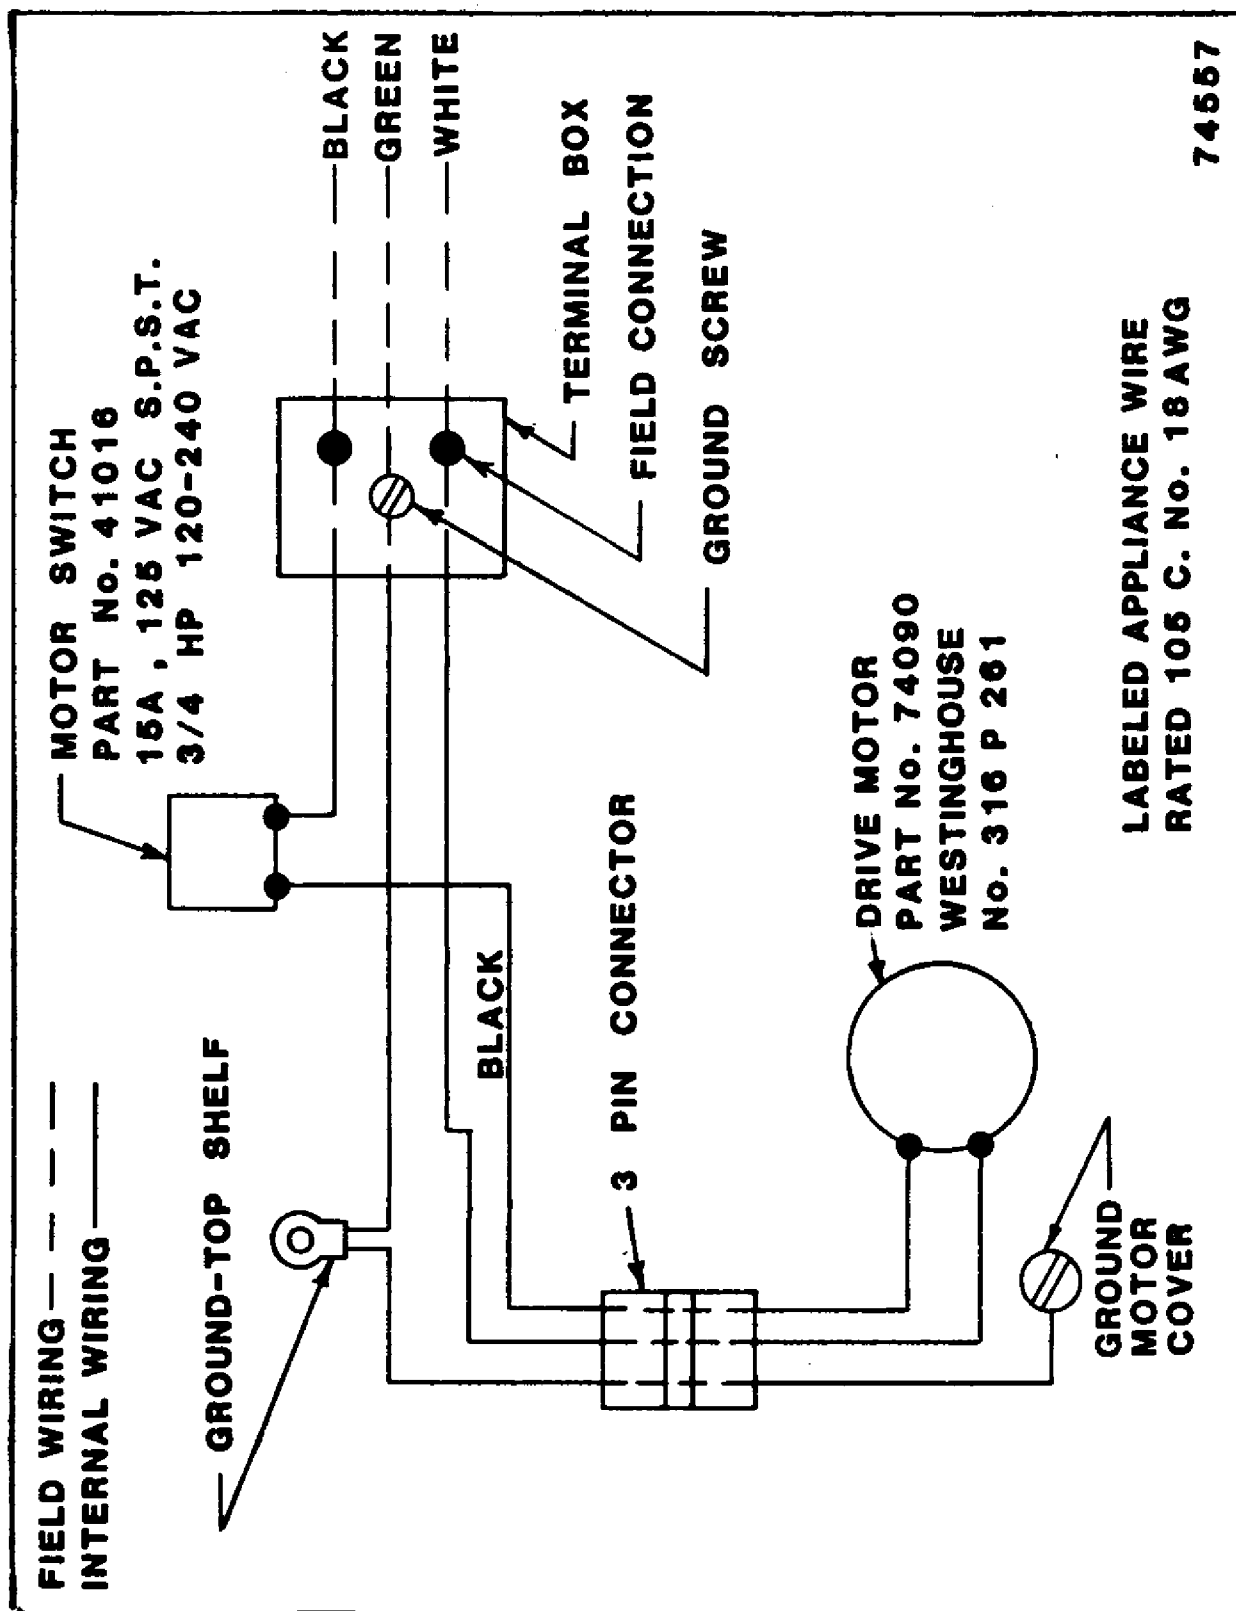 FIELD WIRING
INTERNAL WIRING
GROUND-TOP SHELF
MOTOR SWITCH
PART No. 41016
15A, 125 VAC S.P.S.T.
3/4 HP 120-240 VAC
BLACK
GREEN
WHITE
TERMINAL BOX
FIELD CONNECTION
GROUND SCREW
BLACK
3 PIN CONNECTOR
DRIVE MOTOR
PART No. 74090
WESTINGHOUSE
No. 316 P 261
GROUND
MOTOR
COVER
LABELED APPLIANCE WIRE
RATED 105 C. No. 18 AWG
74557